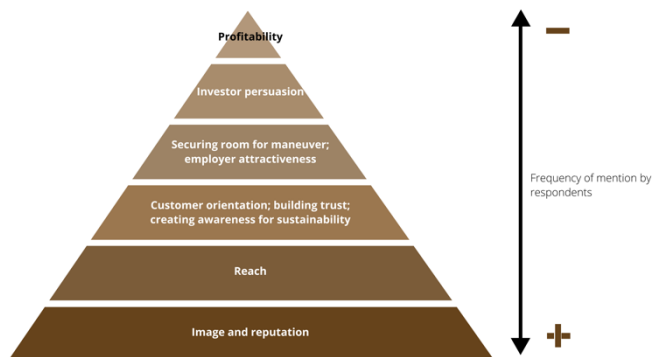 Profitability
Investor persuasion
Securing room for maneuver;
employer attractiveness
Frequency of mention by
respondents
Customer orientation; building trust;
creating awareness for sustainability
Reach
Image and reputation